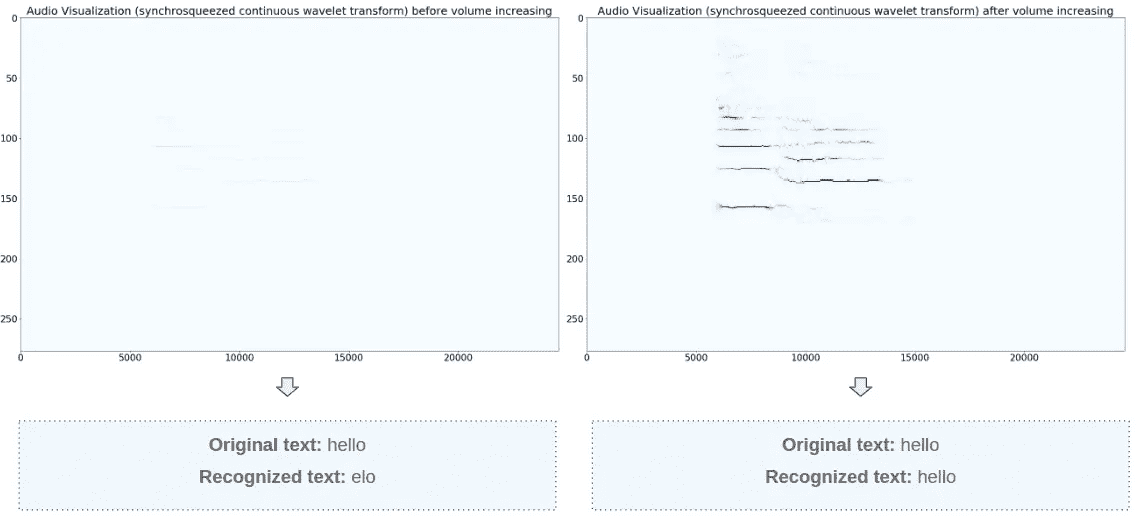 Audio Visualization (synchrosqueezed continuous wavelet transform) before volume increasing
0
50
100
150
200
250
0 5000 10000 15000 20000
Original text: hello
Recognized text: elo
Audio Visualization (synchrosqueezed continuous wavelet transform) after volume increasing
0
50
100
150
200
250
0 5000 10000 15000 20000
Original text: hello
Recognized text: hello